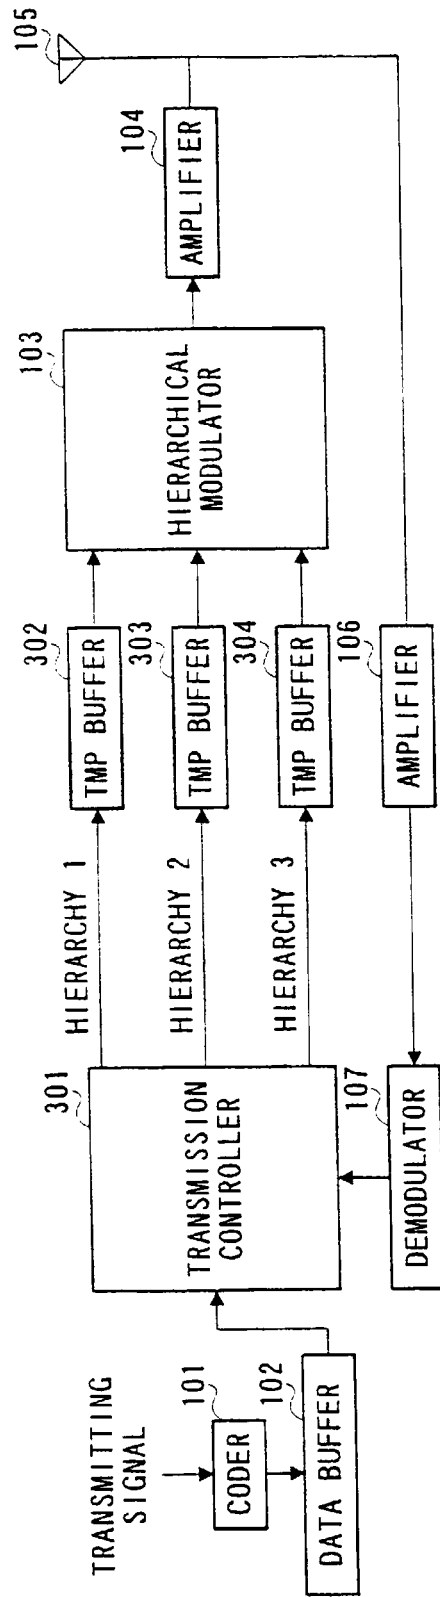 TRANSMITTING
SIGNAL
101
CODER
102
DATA BUFFER
301
TRANSMISSION
CONTROLLER
107
DEMODULATOR
HIERARCHY 1
HIERARCHY 2
HIERARCHY 3
302
TMP BUFFER
303
TMP BUFFER
304
TMP BUFFER
106
AMPLIFIER
103
HIERARCHICAL
MODULATOR
104
AMPLIFIER
105